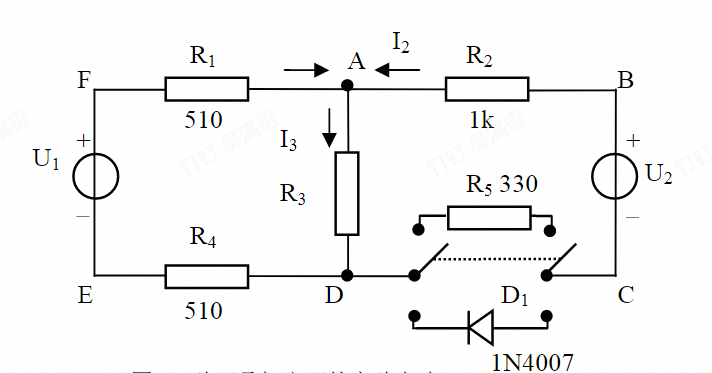 I₂
R₁ A R₂
F B
510 1k
+ I₃ +
U₁ R₃ R₅ 330 U₂
− −
R₄
E D D₁ C
510
1N4007